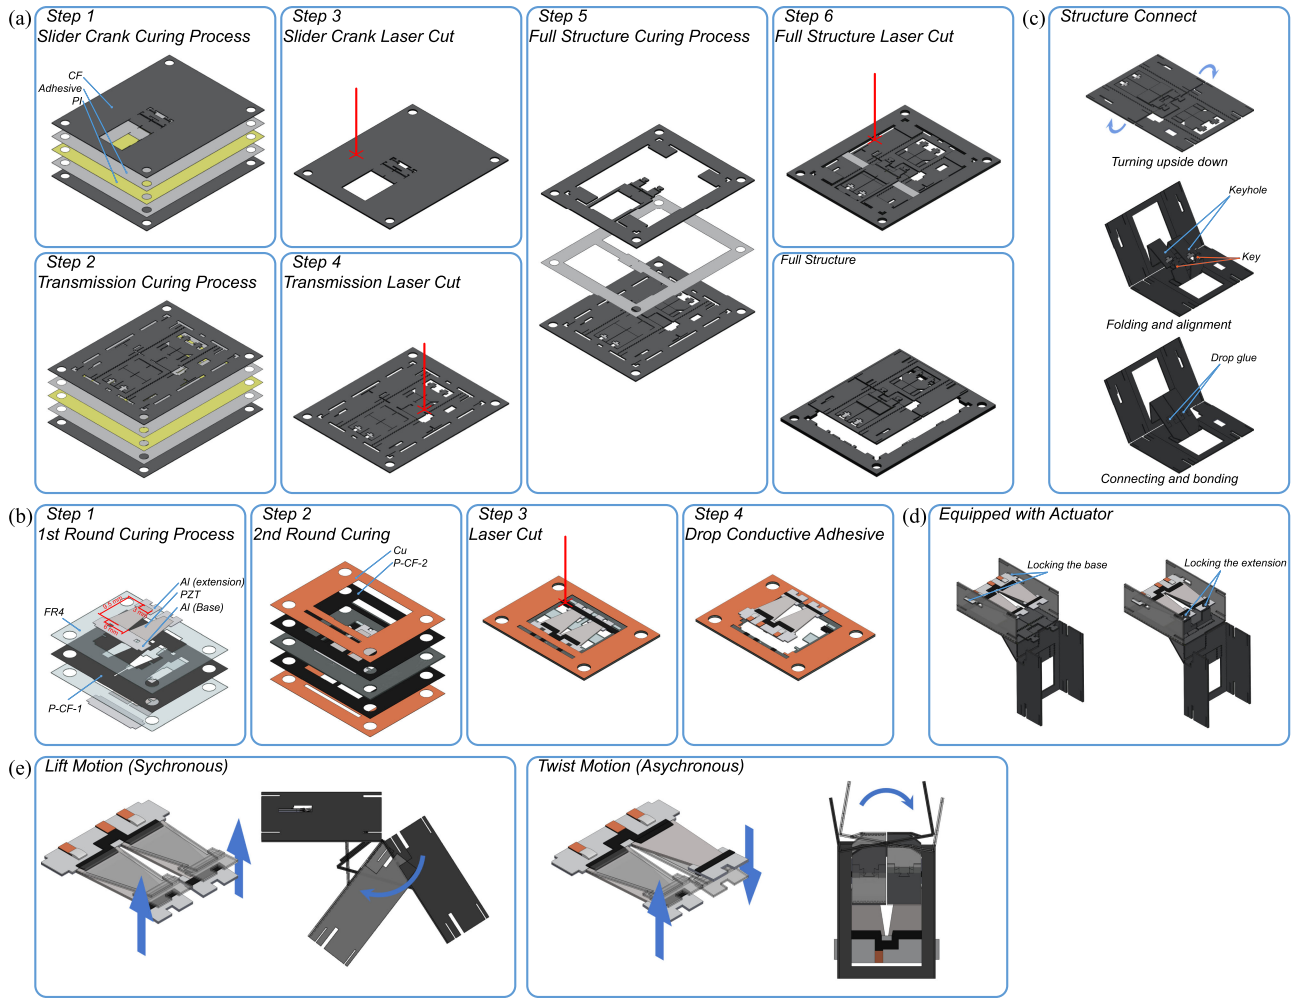 (a)
Step 1
Slider Crank Curing Process
CF
Adhesive
PI
Step 3
Slider Crank Laser Cut
Step 5
Full Structure Curing Process
Step 6
Full Structure Laser Cut
Step 2
Transmission Curing Process
Step 4
Transmission Laser Cut
Full Structure
(c)
Structure Connect
Turning upside down
Keyhole
Key
Folding and alignment
Drop glue
Connecting and bonding
(b)
Step 1
1st Round Curing Process
Al (extension)
PZT
Al (Base)
FR4
9.5 mm
6 mm
P-CF-1
Step 2
2nd Round Curing
Cu
P-CF-2
Step 3
Laser Cut
Step 4
Drop Conductive Adhesive
(d)
Equipped with Actuator
Locking the base
Locking the extension
(e)
Lift Motion (Sychronous)
Twist Motion (Asychronous)